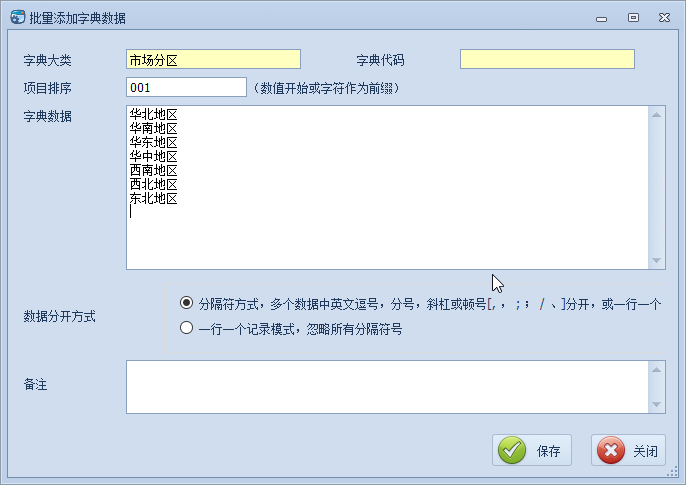 批量添加字典数据
字典大类 市场分区 字典代码
项目排序 001 (数值开始或字符作为前缀)
字典数据
华北地区
华南地区
华东地区
华中地区
西南地区
西北地区
东北地区
数据分开方式
分隔符方式，多个数据中英文逗号，分号，斜杠或顿号[, ， ; ； / 、]分开，或一行一个
一行一个记录模式，忽略所有分隔符号
备注
保存 关闭